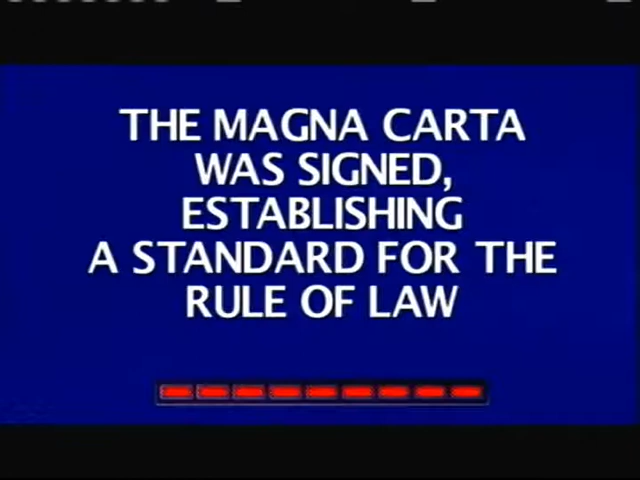 THE MAGNA CARTA
WAS SIGNED,
ESTABLISHING
A STANDARD FOR THE
RULE OF LAW